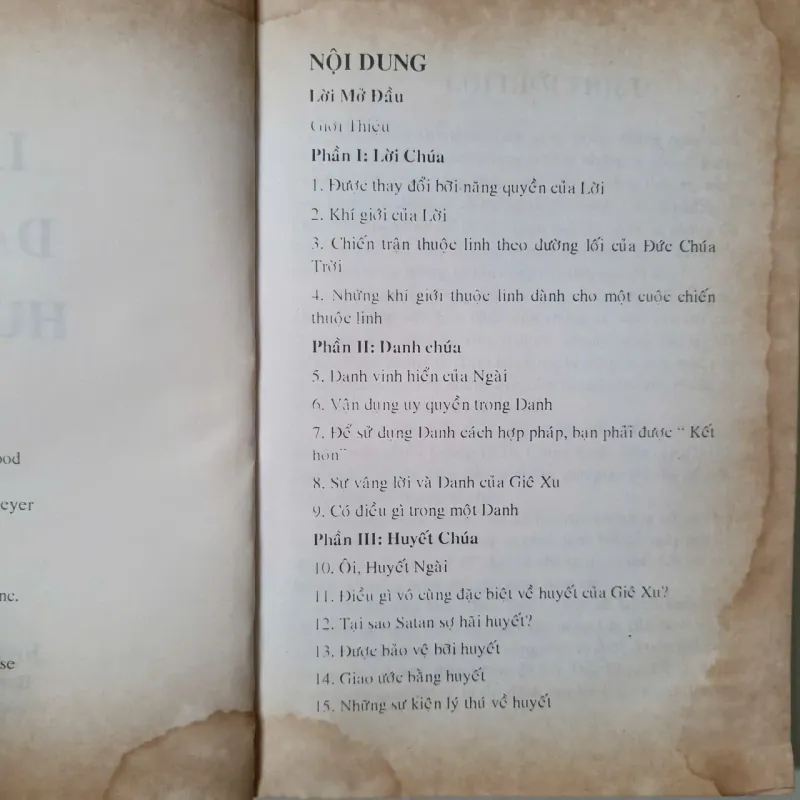 ood
eyer
nc.
se
NỘI DUNG
Lời Mở Đầu
Giới Thiệu
Phần I: Lời Chúa
1. Được thay đổi bởi năng quyền của Lời
2. Khí giới của Lời
3. Chiến trận thuộc linh theo đường lối của Đức Chúa
Trời
4. Những khí giới thuộc linh dành cho một cuộc chiến
thuộc linh
Phần II: Danh chúa
5. Danh vinh hiển của Ngài
6. Vận dụng uy quyền trong Danh
7. Để sử dụng Danh cách hợp pháp, bạn phải được “ Kết
hôn”
8. Sự vâng lời và Danh của Giê Xu
9. Có điều gì trong một Danh
Phần III: Huyết Chúa
10. Ôi, Huyết Ngài
11. Điều gì vô cùng đặc biệt về huyết của Giê Xu?
12. Tại sao Satan sợ hãi huyết?
13. Được bảo vệ bởi huyết
14. Giao ước bằng huyết
15. Những sự kiện lý thú về huyết